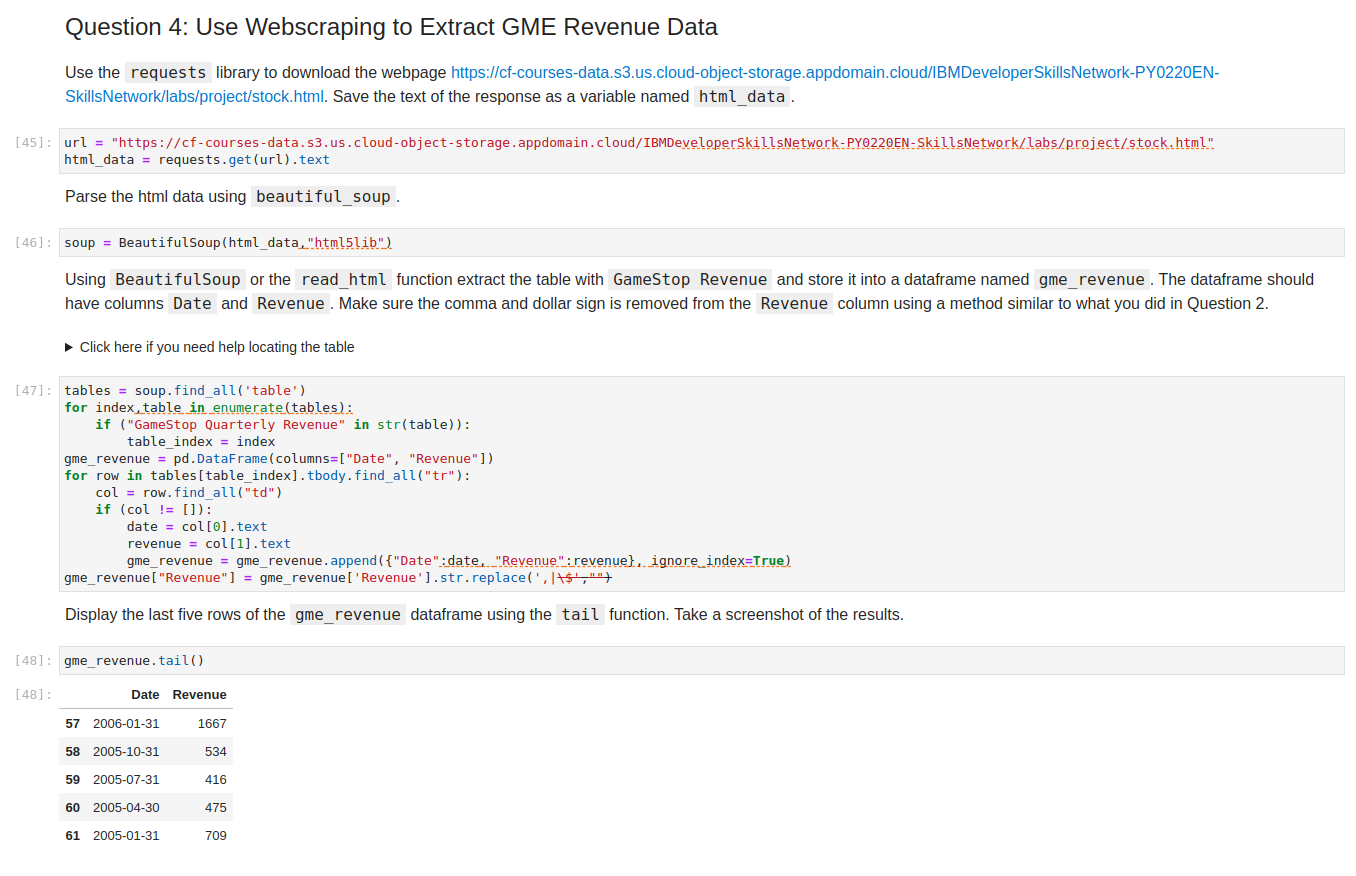 Question 4: Use Webscraping to Extract GME Revenue Data
Use the requests library to download the webpage https://cf-courses-data.s3.us.cloud-object-storage.appdomain.cloud/IBMDeveloperSkillsNetwork-PY0220EN-
SkillsNetwork/labs/project/stock.html. Save the text of the response as a variable named html_data.
[45]: url = "https://cf-courses-data.s3.us.cloud-object-storage.appdomain.cloud/IBMDeveloperSkillsNetwork-PY0220EN-SkillsNetwork/labs/project/stock.html"
html_data = requests.get(url).text
Parse the html data using beautiful_soup.
[46]: soup = BeautifulSoup(html_data,"html5lib")
Using BeautifulSoup or the read_html function extract the table with GameStop Revenue and store it into a dataframe named gme_revenue. The dataframe should
have columns Date and Revenue. Make sure the comma and dollar sign is removed from the Revenue column using a method similar to what you did in Question 2.
▶ Click here if you need help locating the table
[47]: tables = soup.find_all('table')
for index,table in enumerate(tables):
    if ("GameStop Quarterly Revenue" in str(table)):
        table_index = index
gme_revenue = pd.DataFrame(columns=["Date", "Revenue"])
for row in tables[table_index].tbody.find_all("tr"):
    col = row.find_all("td")
    if (col != []):
        date = col[0].text
        revenue = col[1].text
        gme_revenue = gme_revenue.append({"Date":date, "Revenue":revenue}, ignore_index=True)
gme_revenue["Revenue"] = gme_revenue['Revenue'].str.replace(',|\$',"")
Display the last five rows of the gme_revenue dataframe using the tail function. Take a screenshot of the results.
[48]: gme_revenue.tail()
[48]: Date Revenue
57 2006-01-31 1667
58 2005-10-31 534
59 2005-07-31 416
60 2005-04-30 475
61 2005-01-31 709